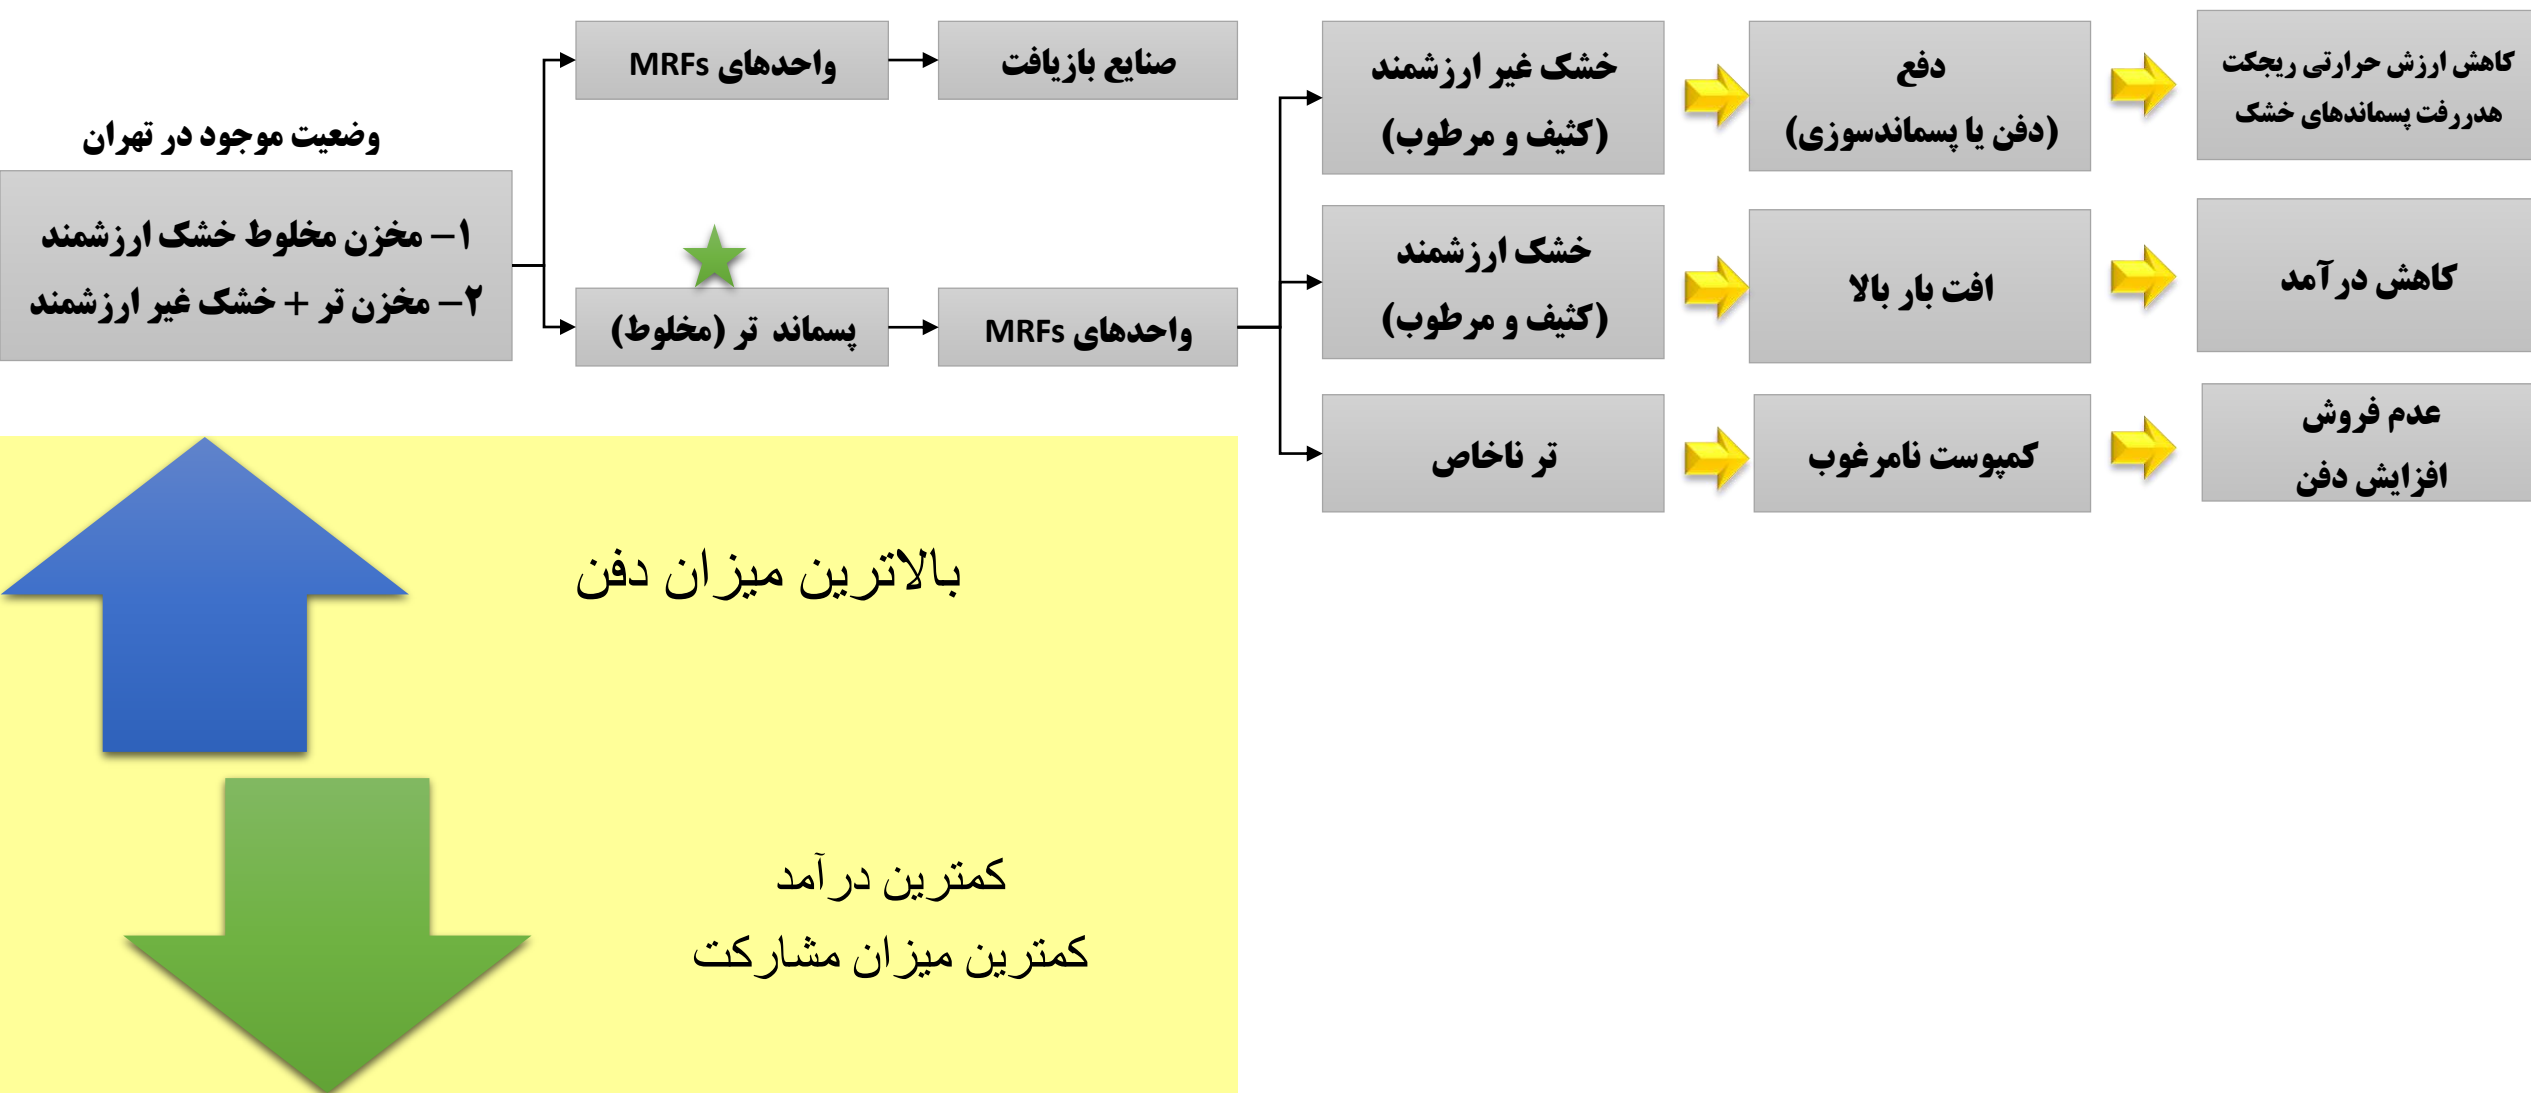 وضعیت موجود در تهران
۱- مخزن مخلوط خشک ارزشمند
۲- مخزن تر + خشک غیر ارزشمند
واحدهای MRFs
صنایع بازیافت
پسماند تر (مخلوط)
واحدهای MRFs
خشک غیر ارزشمند
(کثیف و مرطوب)
دفع
(دفن یا پسماندسوزی)
کاهش ارزش حرارتی ریجکت
هدررفت پسماندهای خشک
خشک ارزشمند
(کثیف و مرطوب)
افت بار بالا
کاهش درآمد
تر ناخاص
کمپوست نامرغوب
عدم فروش
افزایش دفن
بالاترین میزان دفن
کمترین درآمد
کمترین میزان مشارکت